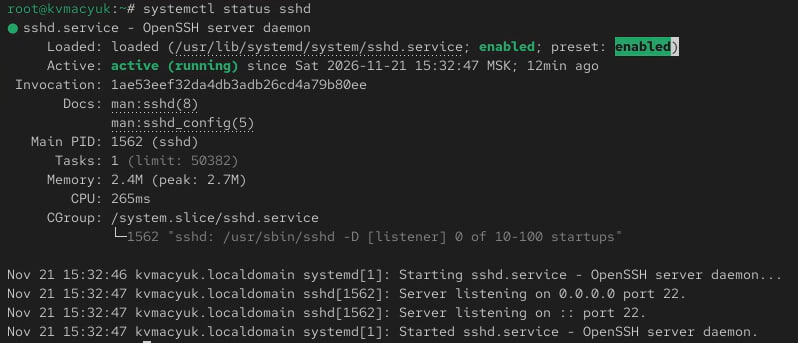 root@kvmacyuk:~# systemctl status sshd
● sshd.service - OpenSSH server daemon
Loaded: loaded (/usr/lib/systemd/system/sshd.service; enabled; preset: enabled)
Active: active (running) since Sat 2026-11-21 15:32:47 MSK; 12min ago
Invocation: 1ae53eef32da4db3adb26cd4a79b80ee
Docs: man:sshd(8)
man:sshd_config(5)
Main PID: 1562 (sshd)
Tasks: 1 (limit: 50382)
Memory: 2.4M (peak: 2.7M)
CPU: 265ms
CGroup: /system.slice/sshd.service
└─1562 "sshd: /usr/sbin/sshd -D [listener] 0 of 10-100 startups"
Nov 21 15:32:46 kvmacyuk.localdomain systemd[1]: Starting sshd.service - OpenSSH server daemon...
Nov 21 15:32:47 kvmacyuk.localdomain sshd[1562]: Server listening on 0.0.0.0 port 22.
Nov 21 15:32:47 kvmacyuk.localdomain sshd[1562]: Server listening on :: port 22.
Nov 21 15:32:47 kvmacyuk.localdomain systemd[1]: Started sshd.service - OpenSSH server daemon.